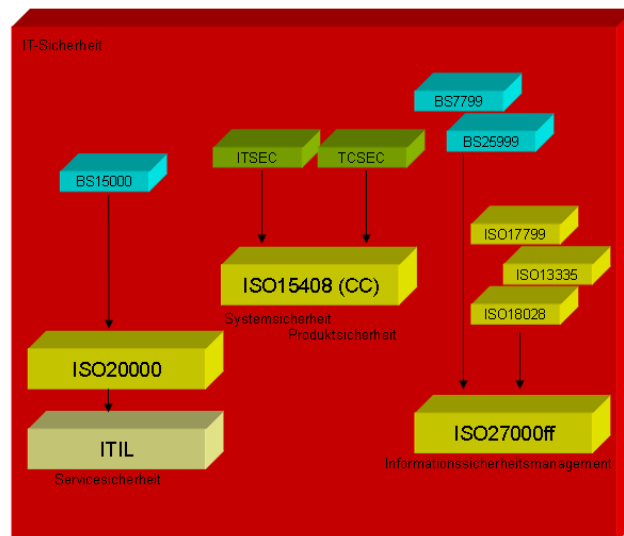 IT-Sicherheit
BS7799
BS25999
ITSEC
TCSEC
BS15000
ISO17799
ISO13335
ISO18028
ISO15408 (CC)
Systemsicherheit
Produktsicherheit
ISO20000
ISO27000ff
Informationssicherheitsmanagement
ITIL
Servicesicherheit